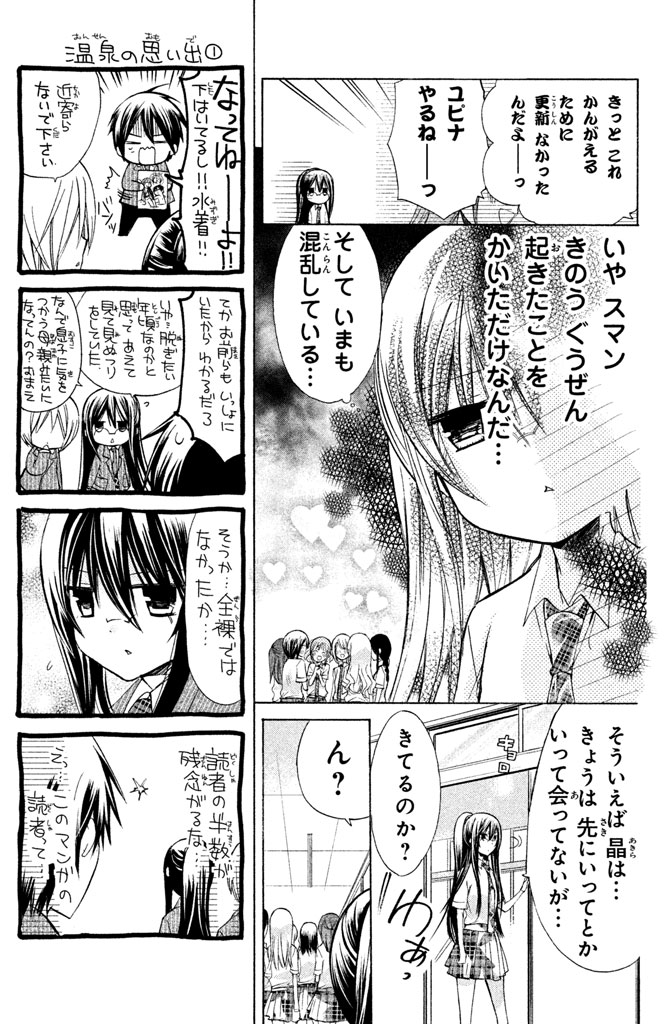 きっと これ
かんがえる
ために
更新 なかった
んだよ――っ
ユピナ
やるね――っ
いや スマン
きのう ぐうぜん
起きたことを
かいただけなんだ…
そして いまも
混乱している…
そういえば 晶は…
きょうは 先にいってとか
いって会ってないが…
キョロ
きてるのか?
ん?
わあっ
温泉の思い出①
なってねーーよ!!
下はいてるし!!水着!!
近寄ら
ないで下さい
てかお前らも いっしょに
いたから わかるだろ
いや…脱ぎたい
年頃なのかと
思って あえて
見て見ぬフリ
をしていた
なんで息子に気を
つかう母親みたいに
なってんの?おまえ
そうか…全裸では
なかったか…
読者の半数が
残念がるな…
そっ…このマンガの
読者って…